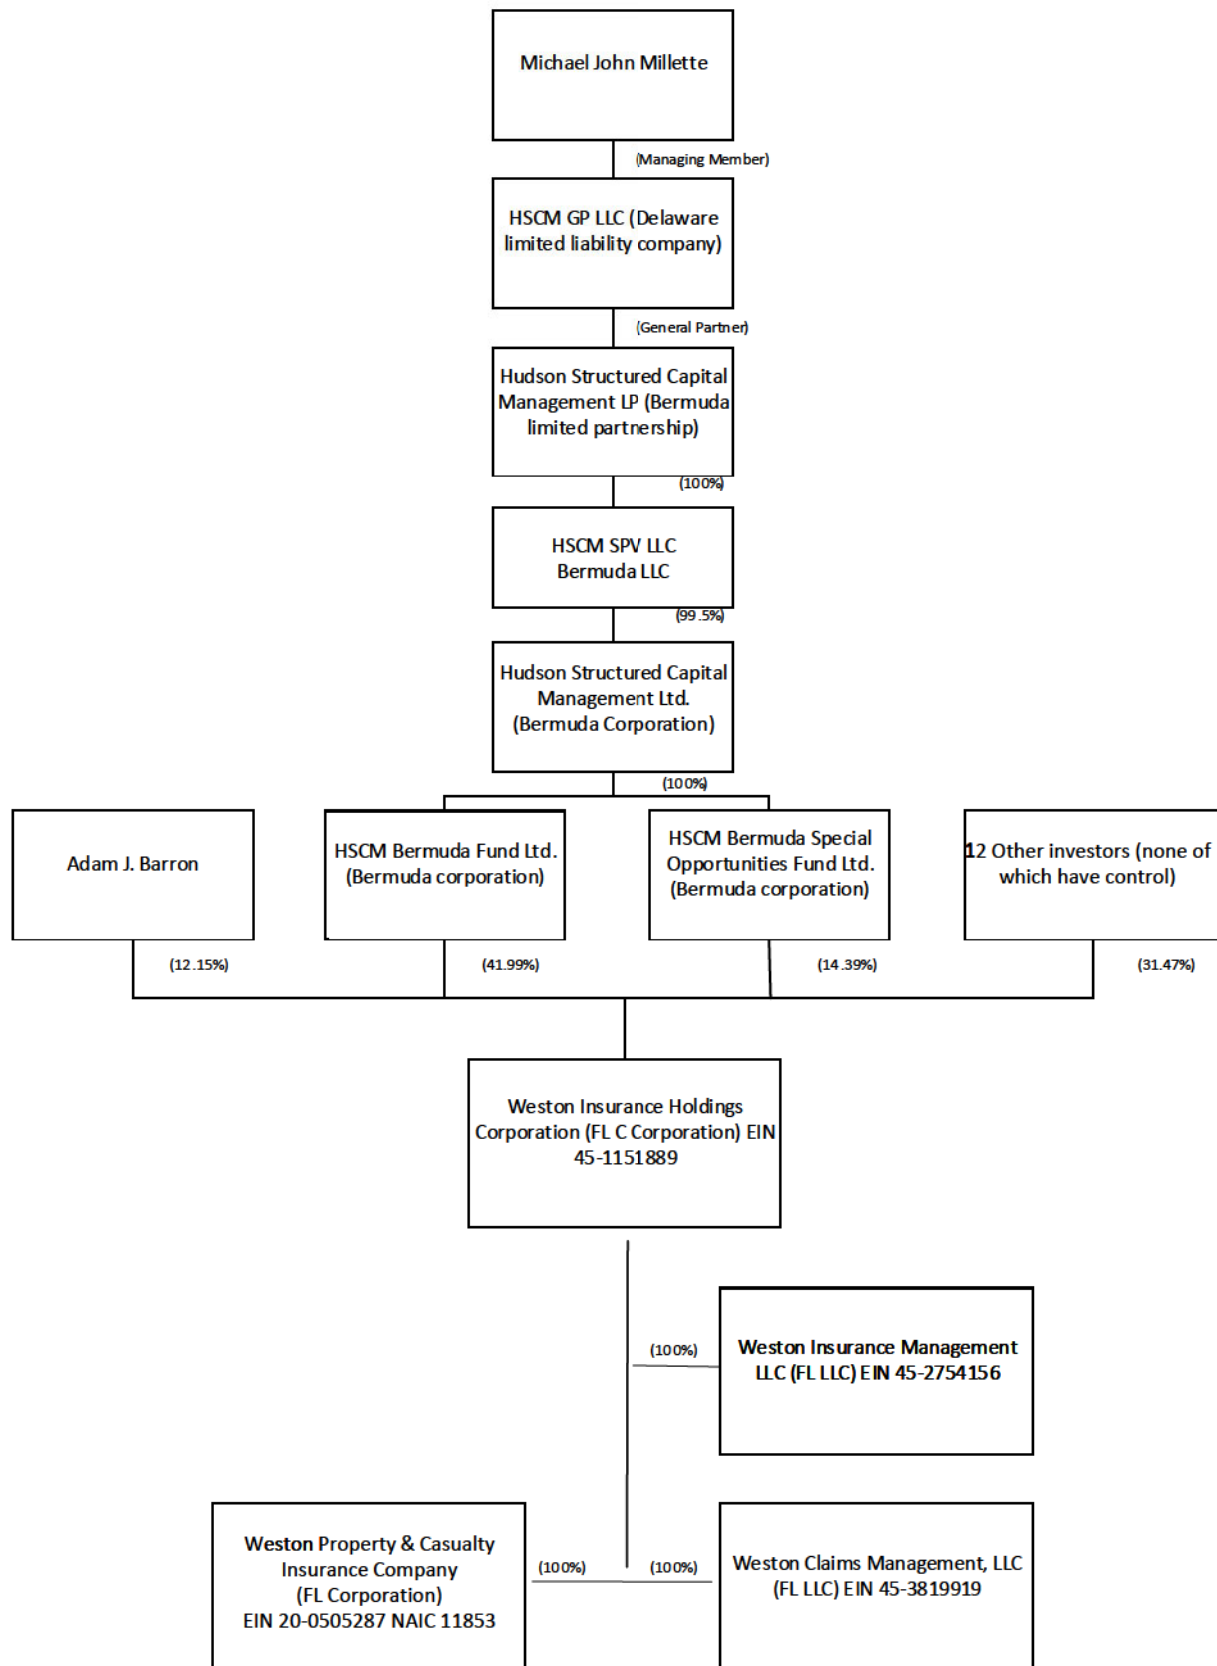 Michael John Millette
(Managing Member)
HSCM GP LLC (Delaware
limited liability company)
(General Partner)
Hudson Structured Capital
Management LP (Bermuda
limited partnership)
(100%)
HSCM SPV LLC
Bermuda LLC
(99.5%)
Hudson Structured Capital
Management Ltd.
(Bermuda Corporation)
(100%)
Adam J. Barron
HSCM Bermuda Fund Ltd.
(Bermuda corporation)
HSCM Bermuda Special
Opportunities Fund Ltd.
(Bermuda corporation)
12 Other investors (none of
which have control)
(12.15%)
(41.99%)
(14.39%)
(31.47%)
Weston Insurance Holdings
Corporation (FL C Corporation) EIN
45-1151889
(100%)
Weston Insurance Management
LLC (FL LLC) EIN 45-2754156
Weston Property & Casualty
Insurance Company
(FL Corporation)
EIN 20-0505287 NAIC 11853
(100%)
(100%)
Weston Claims Management, LLC
(FL LLC) EIN 45-3819919